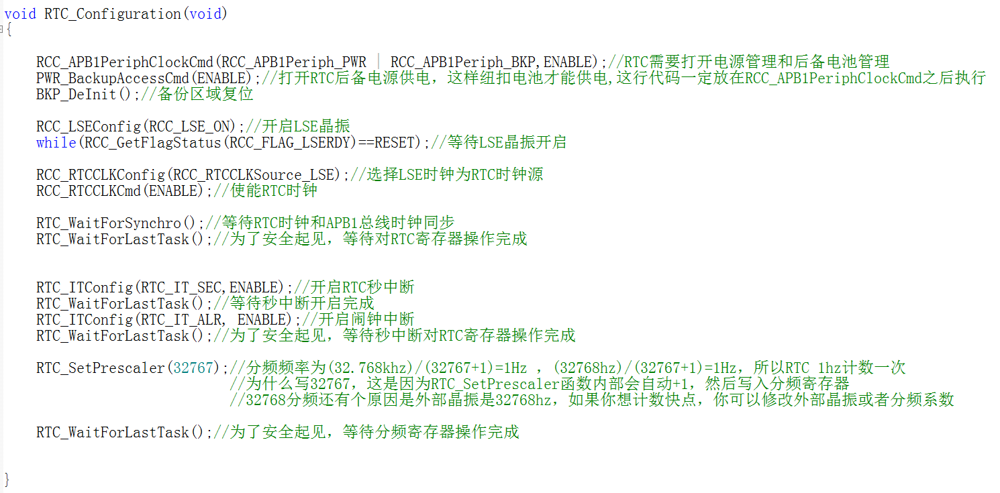 void RTC_Configuration(void)
{
RCC_APB1PeriphClockCmd(RCC_APB1Periph_PWR | RCC_APB1Periph_BKP,ENABLE);//RTC需要打开电源管理和后备电池管理
PWR_BackupAccessCmd(ENABLE);//打开RTC后备电源供电，这样纽扣电池才能供电,这行代码一定放在RCC_APB1PeriphClockCmd之后执行
BKP_DeInit();//备份区域复位
RCC_LSEConfig(RCC_LSE_ON);//开启LSE晶振
while(RCC_GetFlagStatus(RCC_FLAG_LSERDY)==RESET);//等待LSE晶振开启
RCC_RTCCLKConfig(RCC_RTCCLKSource_LSE);//选择LSE时钟为RTC时钟源
RCC_RTCCLKCmd(ENABLE);//使能RTC时钟
RTC_WaitForSynchro();//等待RTC时钟和APB1总线时钟同步
RTC_WaitForLastTask();//为了安全起见，等待对RTC寄存器操作完成
RTC_ITConfig(RTC_IT_SEC,ENABLE);//开启RTC秒中断
RTC_WaitForLastTask();//等待秒中断开启完成
RTC_ITConfig(RTC_IT_ALR, ENABLE);//开启闹钟中断
RTC_WaitForLastTask();//为了安全起见，等待秒中断对RTC寄存器操作完成
RTC_SetPrescaler(32767);//分频频率为(32.768khz)/(32767+1)=1Hz ，(32768hz)/(32767+1)=1Hz，所以RTC 1hz计数一次
//为什么写32767，这是因为RTC_SetPrescaler函数内部会自动+1，然后写入分频寄存器
//32768分频还有个原因是外部晶振是32768hz，如果你想计数快点，你可以修改外部晶振或者分频系数
RTC_WaitForLastTask();//为了安全起见，等待分频寄存器操作完成
}